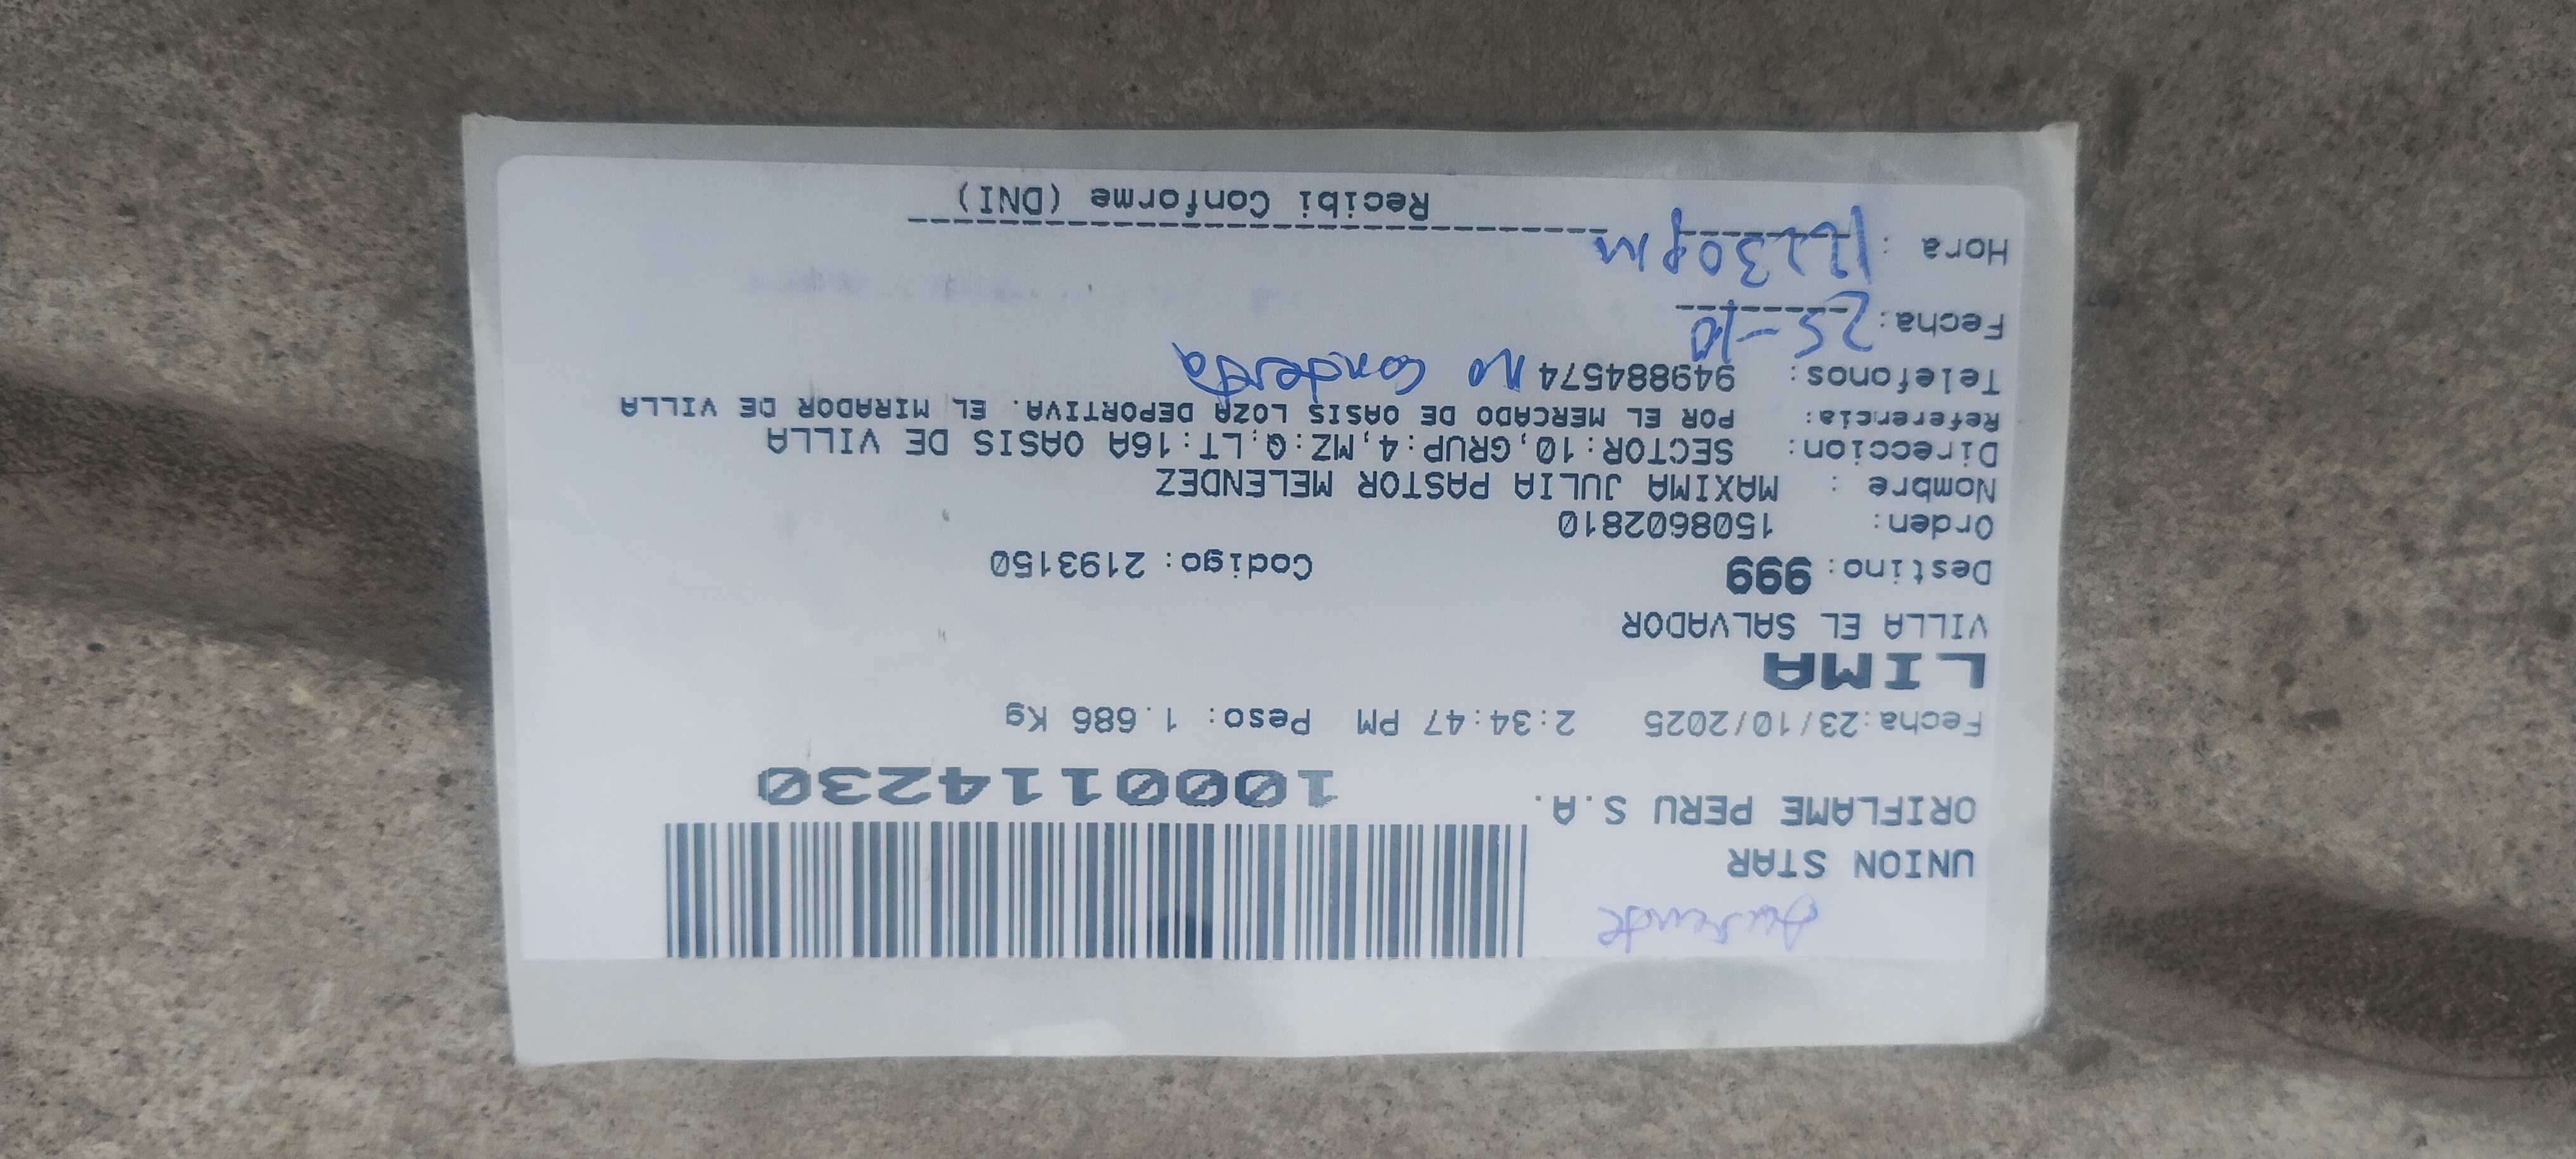 Ausente
UNION STAR
ORIFLAME PERU S.A.
1000114230
Fecha:23/10/2025 2:34:47 PM Peso: 1.686 Kg
LIMA
VILLA EL SALVADOR
Destino: 999 Codigo: 2193150
Orden: 1508602810
Nombre : MAXIMA JULIA PASTOR MELENDEZ
Direccion: SECTOR:10,GRUP:4,MZ:Q,LT:16A OASIS DE VILLA
Referencia: POR EL MERCADO DE OASIS LOZA DEPORTIVA. EL MIRADOR DE VILLA
Telefonos: 949884574 no contesta
Fecha: 25-10
Hora : 12:30pm
Recibi Conforme (DNI)